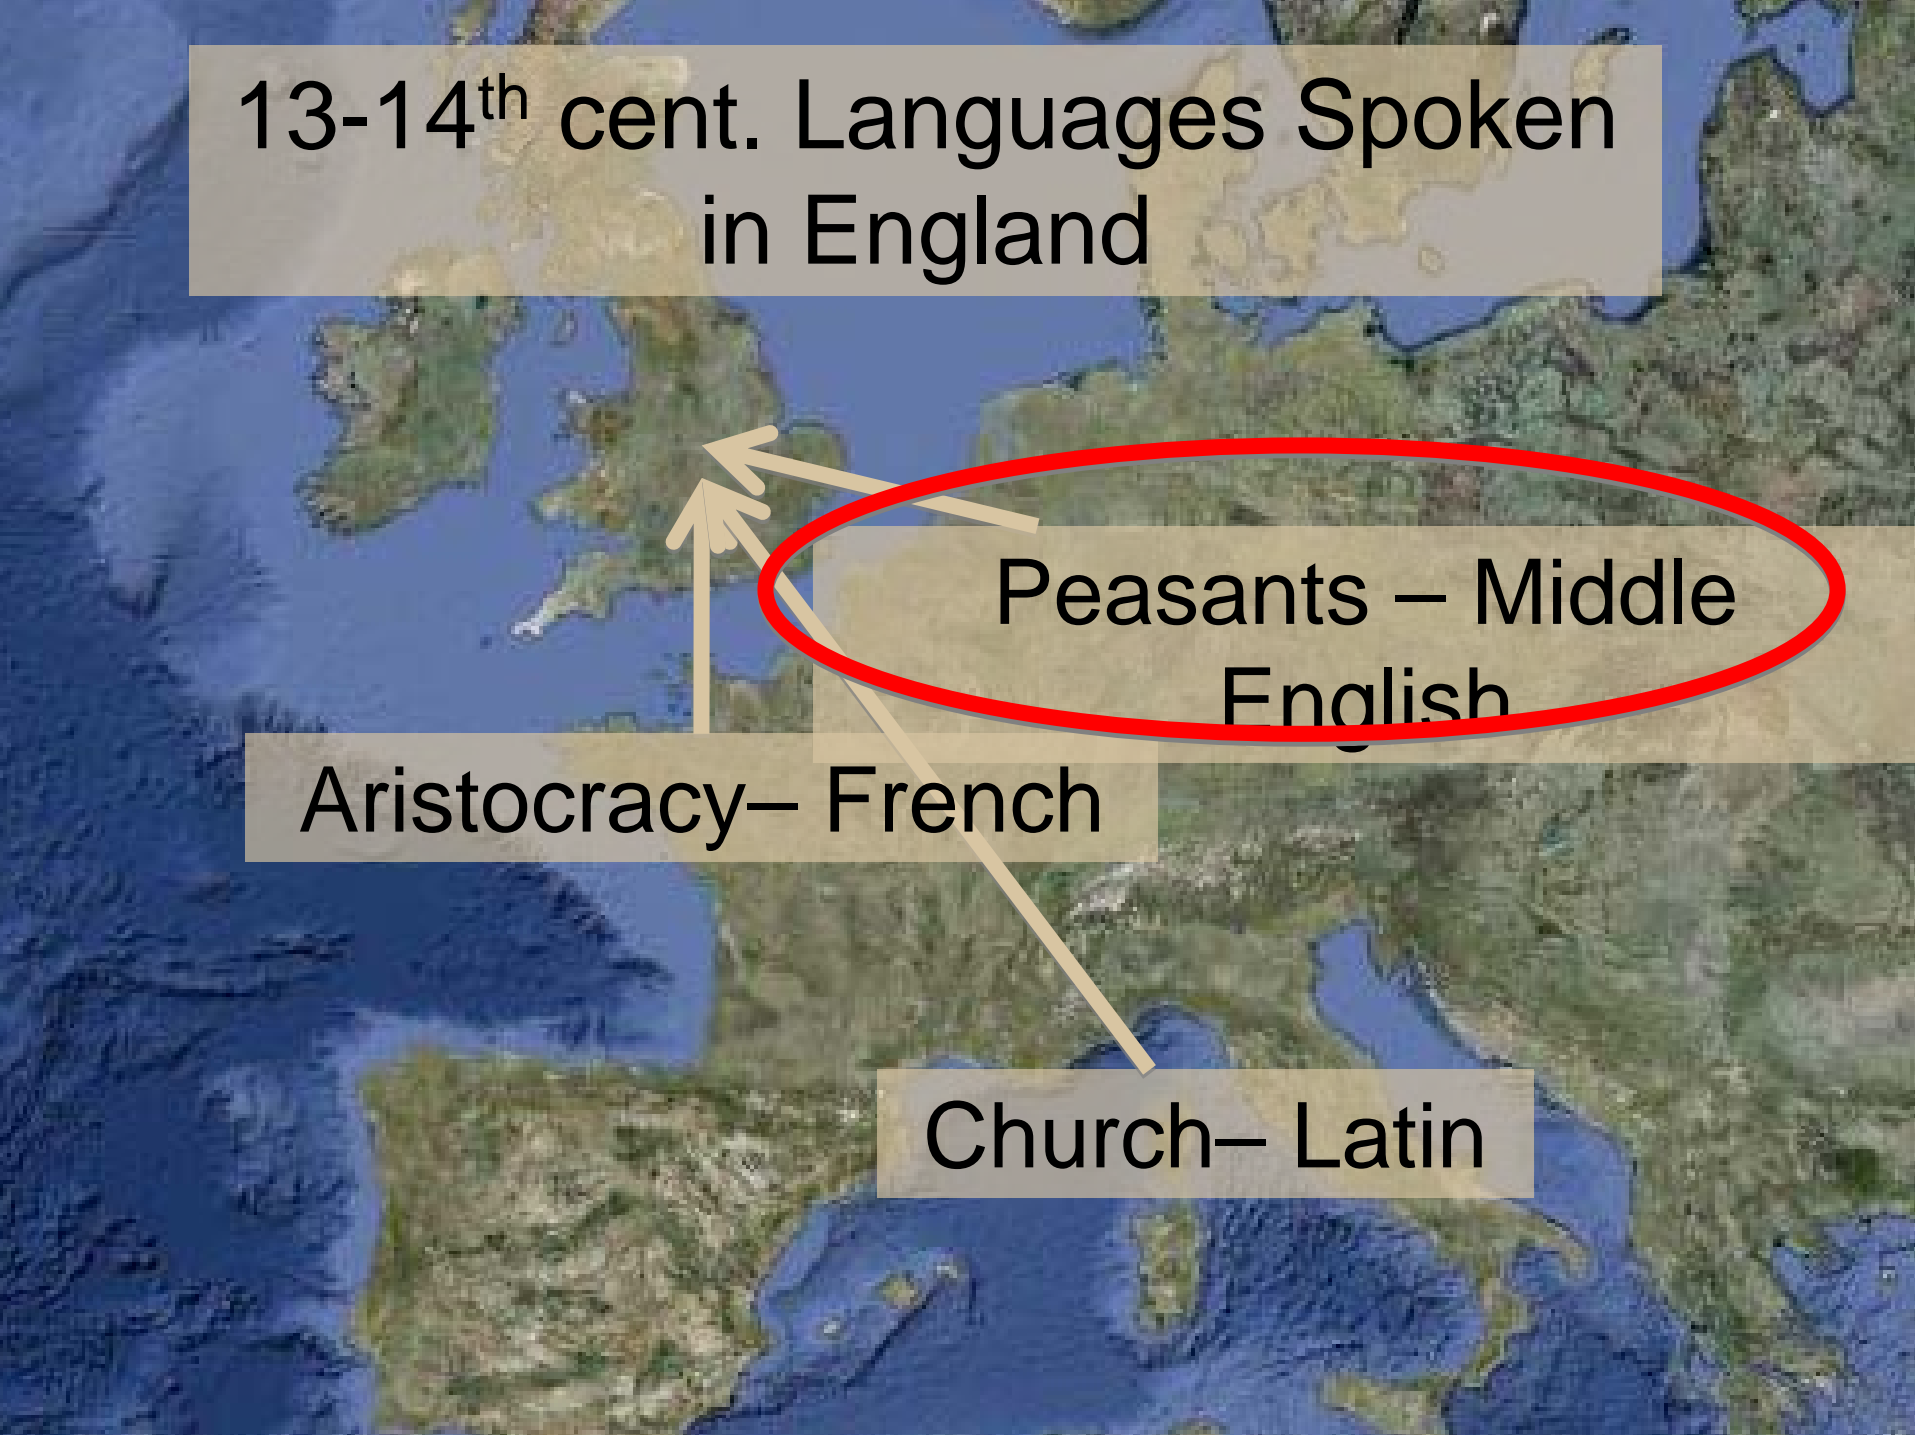 13-14th cent. Languages Spoken
in England
Peasants – Middle
English
Aristocracy– French
Church– Latin